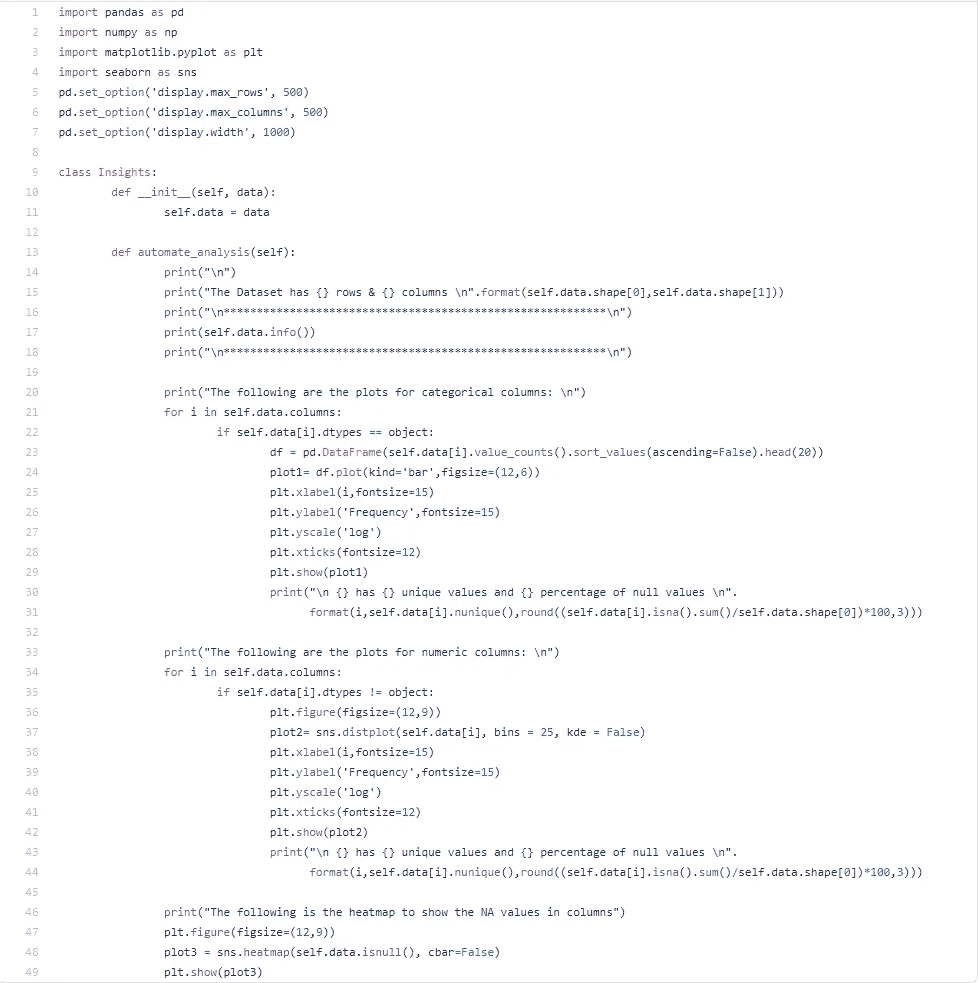 1 import pandas as pd
2 import numpy as np
3 import matplotlib.pyplot as plt
4 import seaborn as sns
5 pd.set_option('display.max_rows', 500)
6 pd.set_option('display.max_columns', 500)
7 pd.set_option('display.width', 1000)
8
9 class Insights:
10 def __init__(self, data):
11 self.data = data
12
13 def automate_analysis(self):
14 print("\n")
15 print("The Dataset has {} rows & {} columns \n".format(self.data.shape[0],self.data.shape[1]))
16 print("\n**********************************************************\n")
17 print(self.data.info())
18 print("\n**********************************************************\n")
19
20 print("The following are the plots for categorical columns: \n")
21 for i in self.data.columns:
22 if self.data[i].dtypes == object:
23 df = pd.DataFrame(self.data[i].value_counts().sort_values(ascending=False).head(20))
24 plot1= df.plot(kind='bar',figsize=(12,6))
25 plt.xlabel(i,fontsize=15)
26 plt.ylabel('Frequency',fontsize=15)
27 plt.yscale('log')
28 plt.xticks(fontsize=12)
29 plt.show(plot1)
30 print("\n {} has {} unique values and {} percentage of null values \n".
31 format(i,self.data[i].nunique(),round((self.data[i].isna().sum()/self.data.shape[0])*100,3)))
32
33 print("The following are the plots for numeric columns: \n")
34 for i in self.data.columns:
35 if self.data[i].dtypes != object:
36 plt.figure(figsize=(12,9))
37 plot2= sns.distplot(self.data[i], bins = 25, kde = False)
38 plt.xlabel(i,fontsize=15)
39 plt.ylabel('Frequency',fontsize=15)
40 plt.yscale('log')
41 plt.xticks(fontsize=12)
42 plt.show(plot2)
43 print("\n {} has {} unique values and {} percentage of null values \n".
44 format(i,self.data[i].nunique(),round((self.data[i].isna().sum()/self.data.shape[0])*100,3)))
45
46 print("The following is the heatmap to show the NA values in columns")
47 plt.figure(figsize=(12,9))
48 plot3 = sns.heatmap(self.data.isnull(), cbar=False)
49 plt.show(plot3)